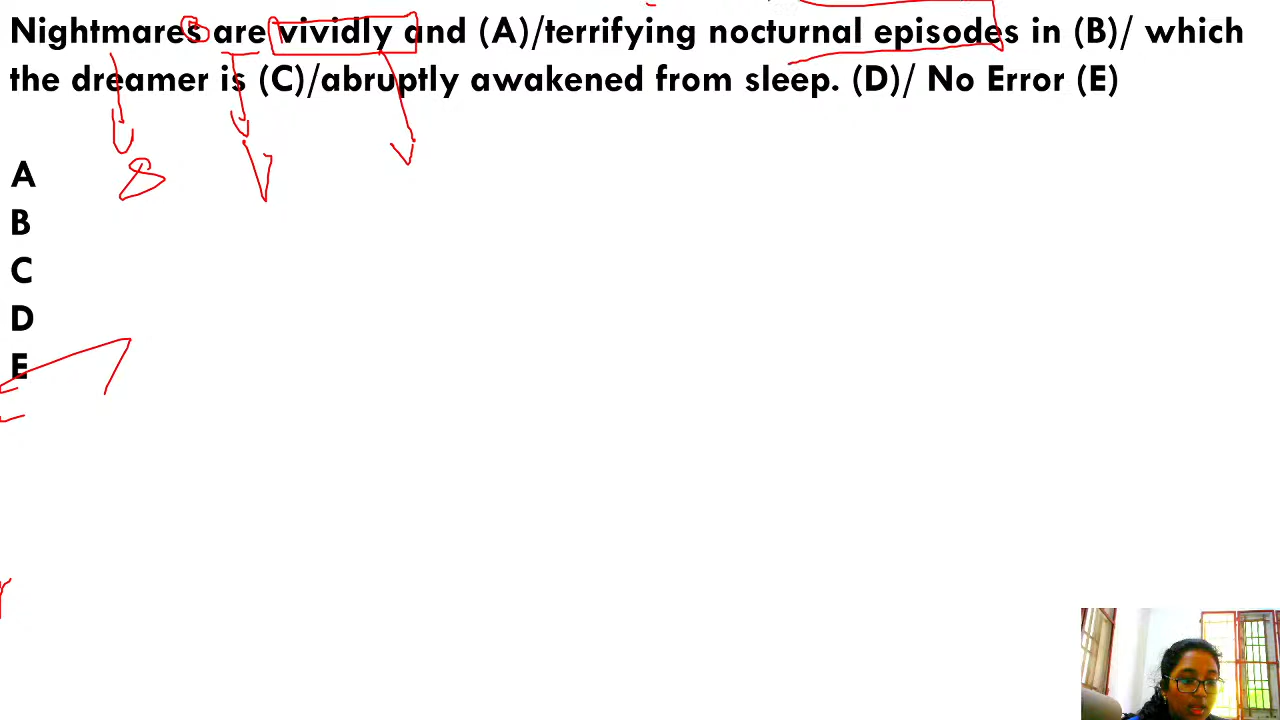 Nightmares are vividly and (A)/terrifying nocturnal episodes in (B)/ which
the dreamer is (C)/abruptly awakened from sleep. (D)/ No Error (E)
S
V
A
B
C
D
E